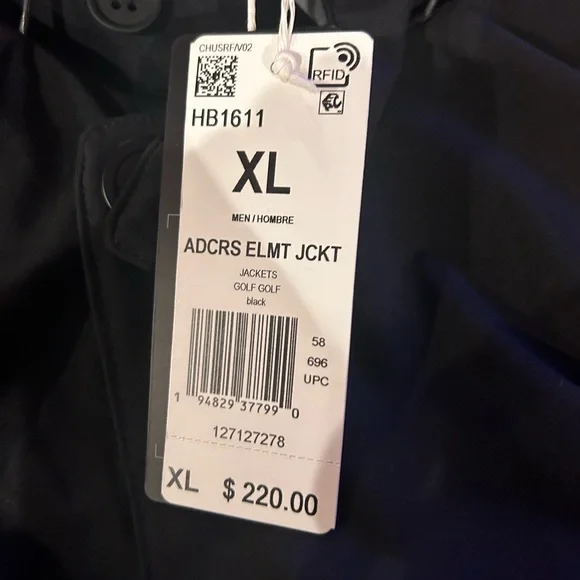 CHUSRF/V02
RFID
HB1611
XL
MEN / HOMBRE
ADCRS ELMT JCKT
JACKETS
GOLF GOLF
black
58
696
UPC
1 94829 37799 0
127127278
XL $ 220.00